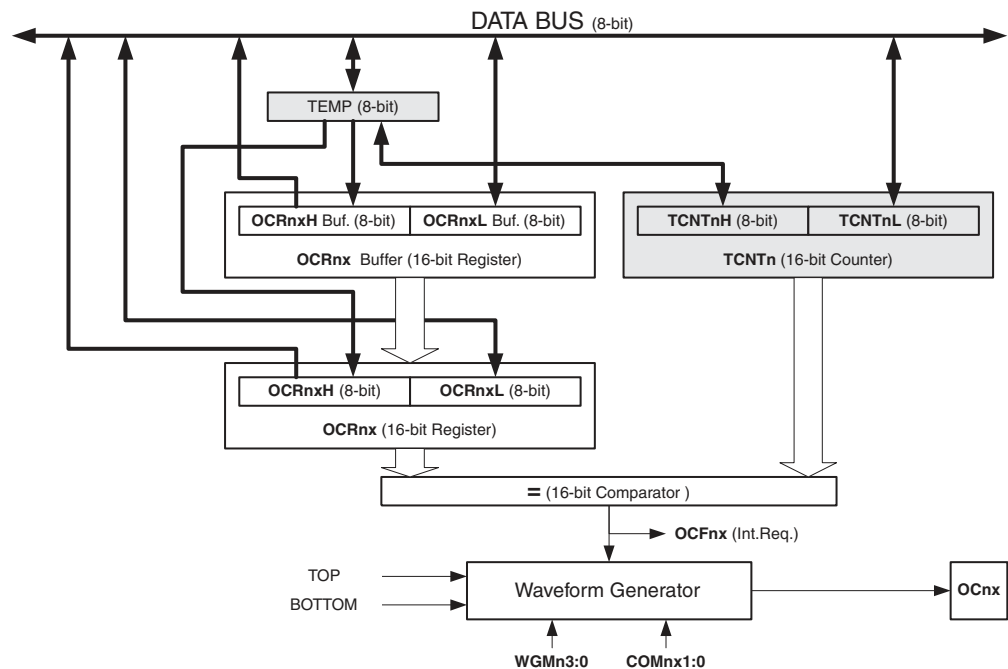 DATA BUS (8-bit)
TEMP (8-bit)
OCRnxH Buf. (8-bit)
OCRnxL Buf. (8-bit)
OCRnx Buffer (16-bit Register)
TCNTnH (8-bit)
TCNTnL (8-bit)
TCNTn (16-bit Counter)
OCRnxH (8-bit)
OCRnxL (8-bit)
OCRnx (16-bit Register)
= (16-bit Comparator )
OCFnx (Int.Req.)
TOP
BOTTOM
Waveform Generator
OCnx
WGMn3:0
COMnx1:0